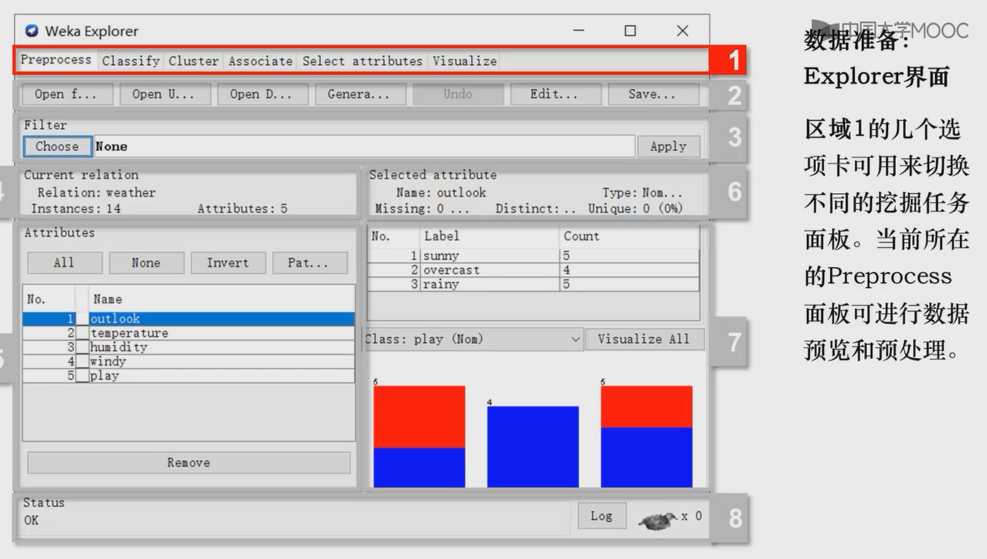 Weka Explorer
Preprocess Classify Cluster Associate Select attributes Visualize
1
Open f... Open U... Open D... Genera... Undo Edit... Save...
2
Filter
Choose None Apply
3
Current relation
Relation: weather
Instances: 14 Attributes: 5
4
Selected attribute
Name: outlook Type: Nom...
Missing: 0 ... Distinct: .. Unique: 0 (0%)
6
Attributes
All None Invert Pat...
No. Name
1 outlook
2 temperature
3 humidity
4 windy
5 play
Remove
5
No. Label Count
1 sunny 5
2 overcast 4
3 rainy 5
Class: play (Nom) Visualize All
7
5 4 5
Status
OK
Log x 0
8
中国大学MOOC
数据准备：
Explorer界面
区域1的几个选
项卡可用来切换
不同的挖掘任务
面板。当前所在
的Preprocess
面板可进行数据
预览和预处理。